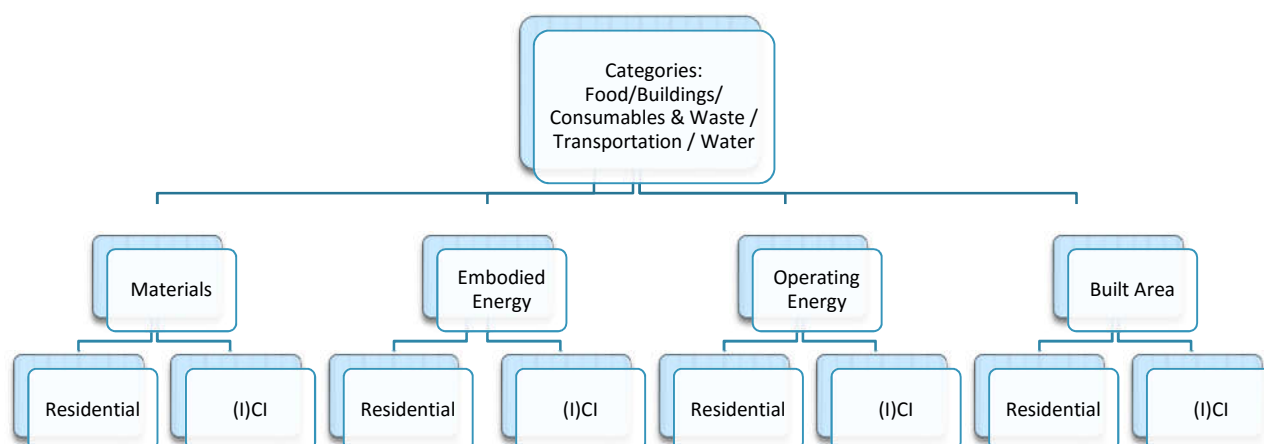 Categories:
Food/Buildings/
Consumables & Waste /
Transportation / Water
Materials
Embodied
Energy
Operating
Energy
Built Area
Residential
(I)CI
Residential
(I)CI
Residential
(I)CI
Residential
(I)CI